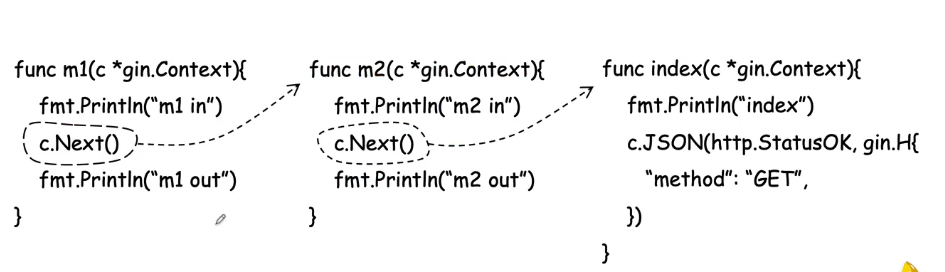 func m1(c *gin.Context){
fmt.Println("m1 in")
c.Next()
fmt.Println("m1 out")
}
func m2(c *gin.Context){
fmt.Println("m2 in")
c.Next()
fmt.Println("m2 out")
}
func index(c *gin.Context){
fmt.Println("index")
c.JSON(http.StatusOK, gin.H{
"method": "GET",
})
}